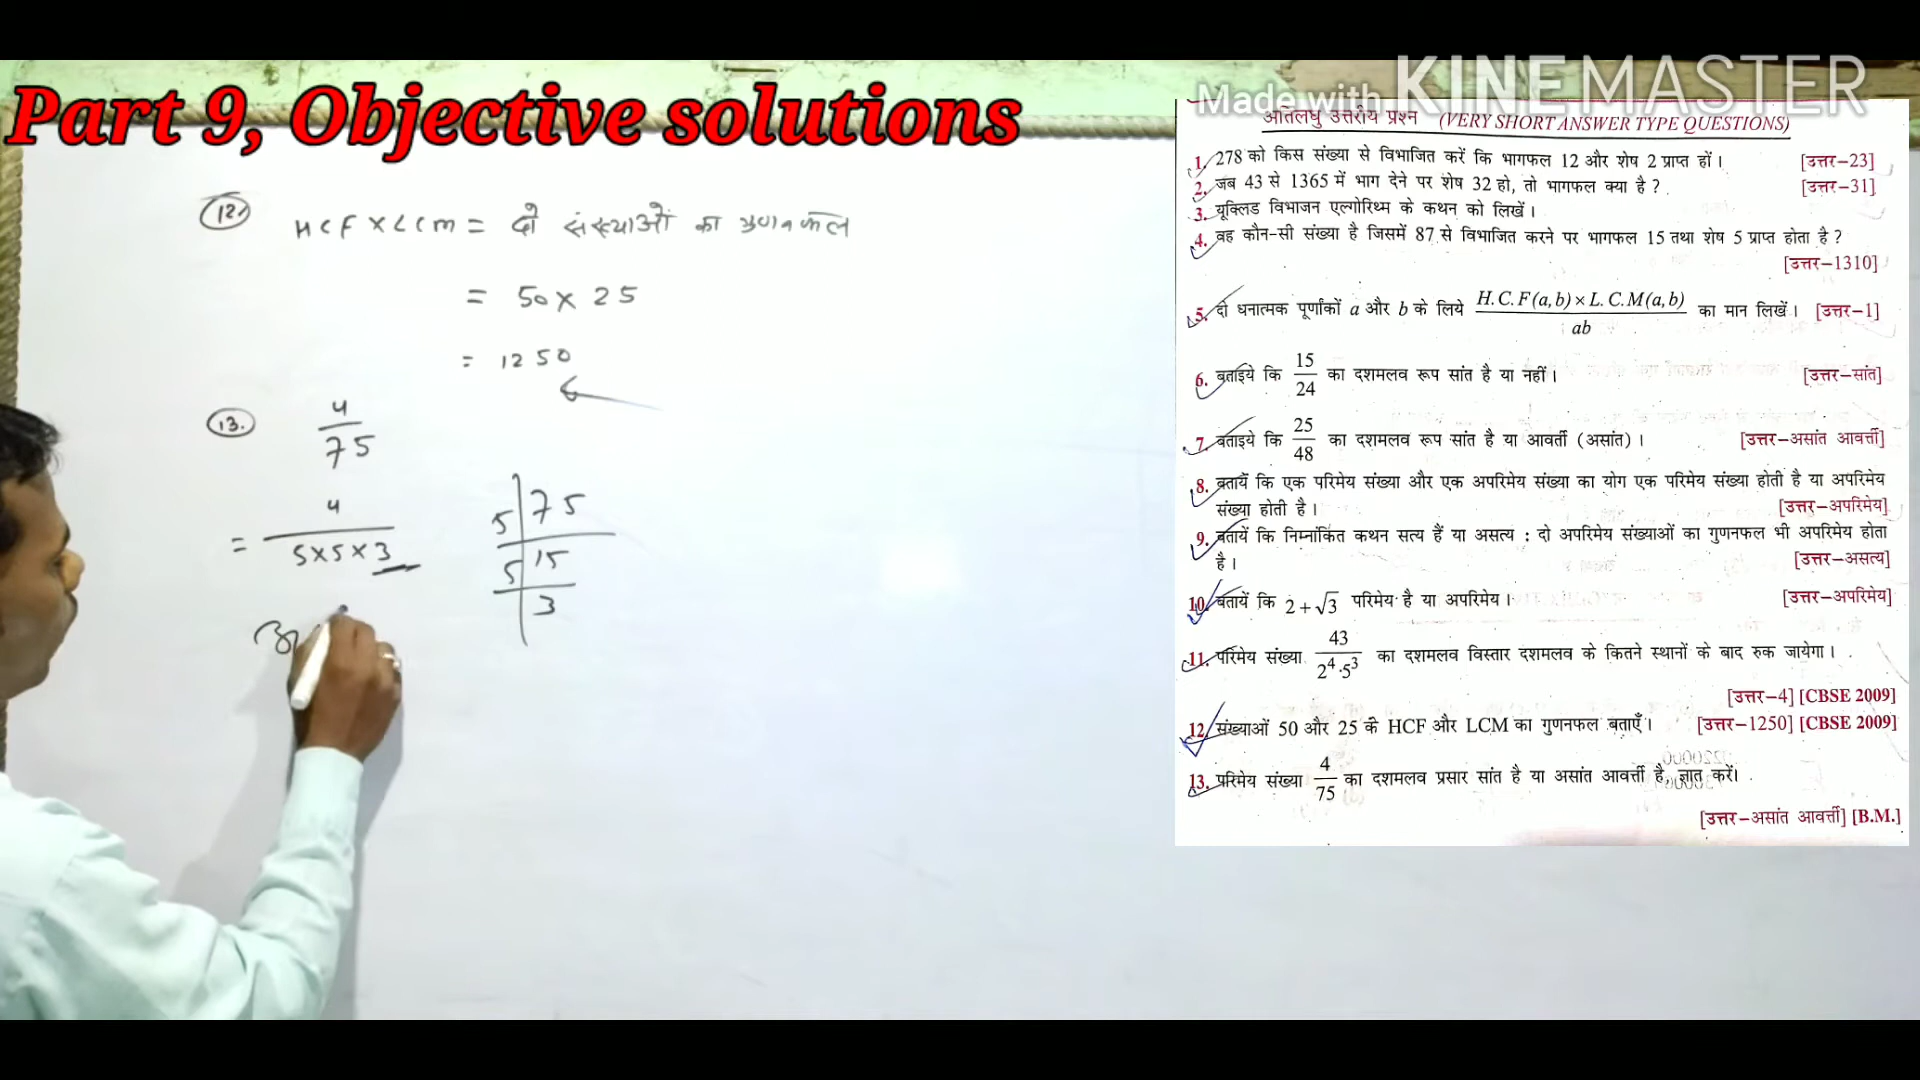 Part 9, Objective solutions
Made with KINEMASTER
12.
HCF × LCM = दो संख्याओं का गुणनफल
= 50 × 25
= 1250
13.
4
75
4
= 5×5×3
5 75
5 15
3
अतिलघु उत्तरीय प्रश्न (VERY SHORT ANSWER TYPE QUESTIONS)
1. 278 को किस संख्या से विभाजित करें कि भागफल 12 और शेष 2 प्राप्त हों। [उत्तर–23]
2. जब 43 से 1365 में भाग देने पर शेष 32 हो, तो भागफल क्या है ? [उत्तर–31]
3. यूक्लिड विभाजन एल्गोरिथ्म के कथन को लिखें।
4. वह कौन-सी संख्या है जिसमें 87 से विभाजित करने पर भागफल 15 तथा शेष 5 प्राप्त होता है ?
[उत्तर–1310]
5. दो धनात्मक पूर्णांकों a और b के लिये H.C.F(a,b)×L.C.M(a,b) / ab का मान लिखें। [उत्तर–1]
6. बताइये कि 15/24 का दशमलव रूप सांत है या नहीं। [उत्तर–सांत]
7. बताइये कि 25/48 का दशमलव रूप सांत है या आवर्ती (असांत)। [उत्तर–असांत आवर्त्ती]
8. बतायें कि एक परिमेय संख्या और एक अपरिमेय संख्या का योग एक परिमेय संख्या होती है या अपरिमेय
संख्या होती है। [उत्तर–अपरिमेय]
9. बतायें कि निम्नांकित कथन सत्य हैं या असत्य : दो अपरिमेय संख्याओं का गुणनफल भी अपरिमेय होता
है। [उत्तर–असत्य]
10. बतायें कि 2+√3 परिमेय है या अपरिमेय। [उत्तर–अपरिमेय]
11. परिमेय संख्या 43/2⁴·5³ का दशमलव विस्तार दशमलव के कितने स्थानों के बाद रुक जायेगा।
[उत्तर–4] [CBSE 2009]
12. संख्याओं 50 और 25 के HCF और LCM का गुणनफल बताएँ। [उत्तर–1250] [CBSE 2009]
13. परिमेय संख्या 4/75 का दशमलव प्रसार सांत है या असांत आवर्त्ती है, ज्ञात करें।
[उत्तर–असांत आवर्त्ती] [B.M.]